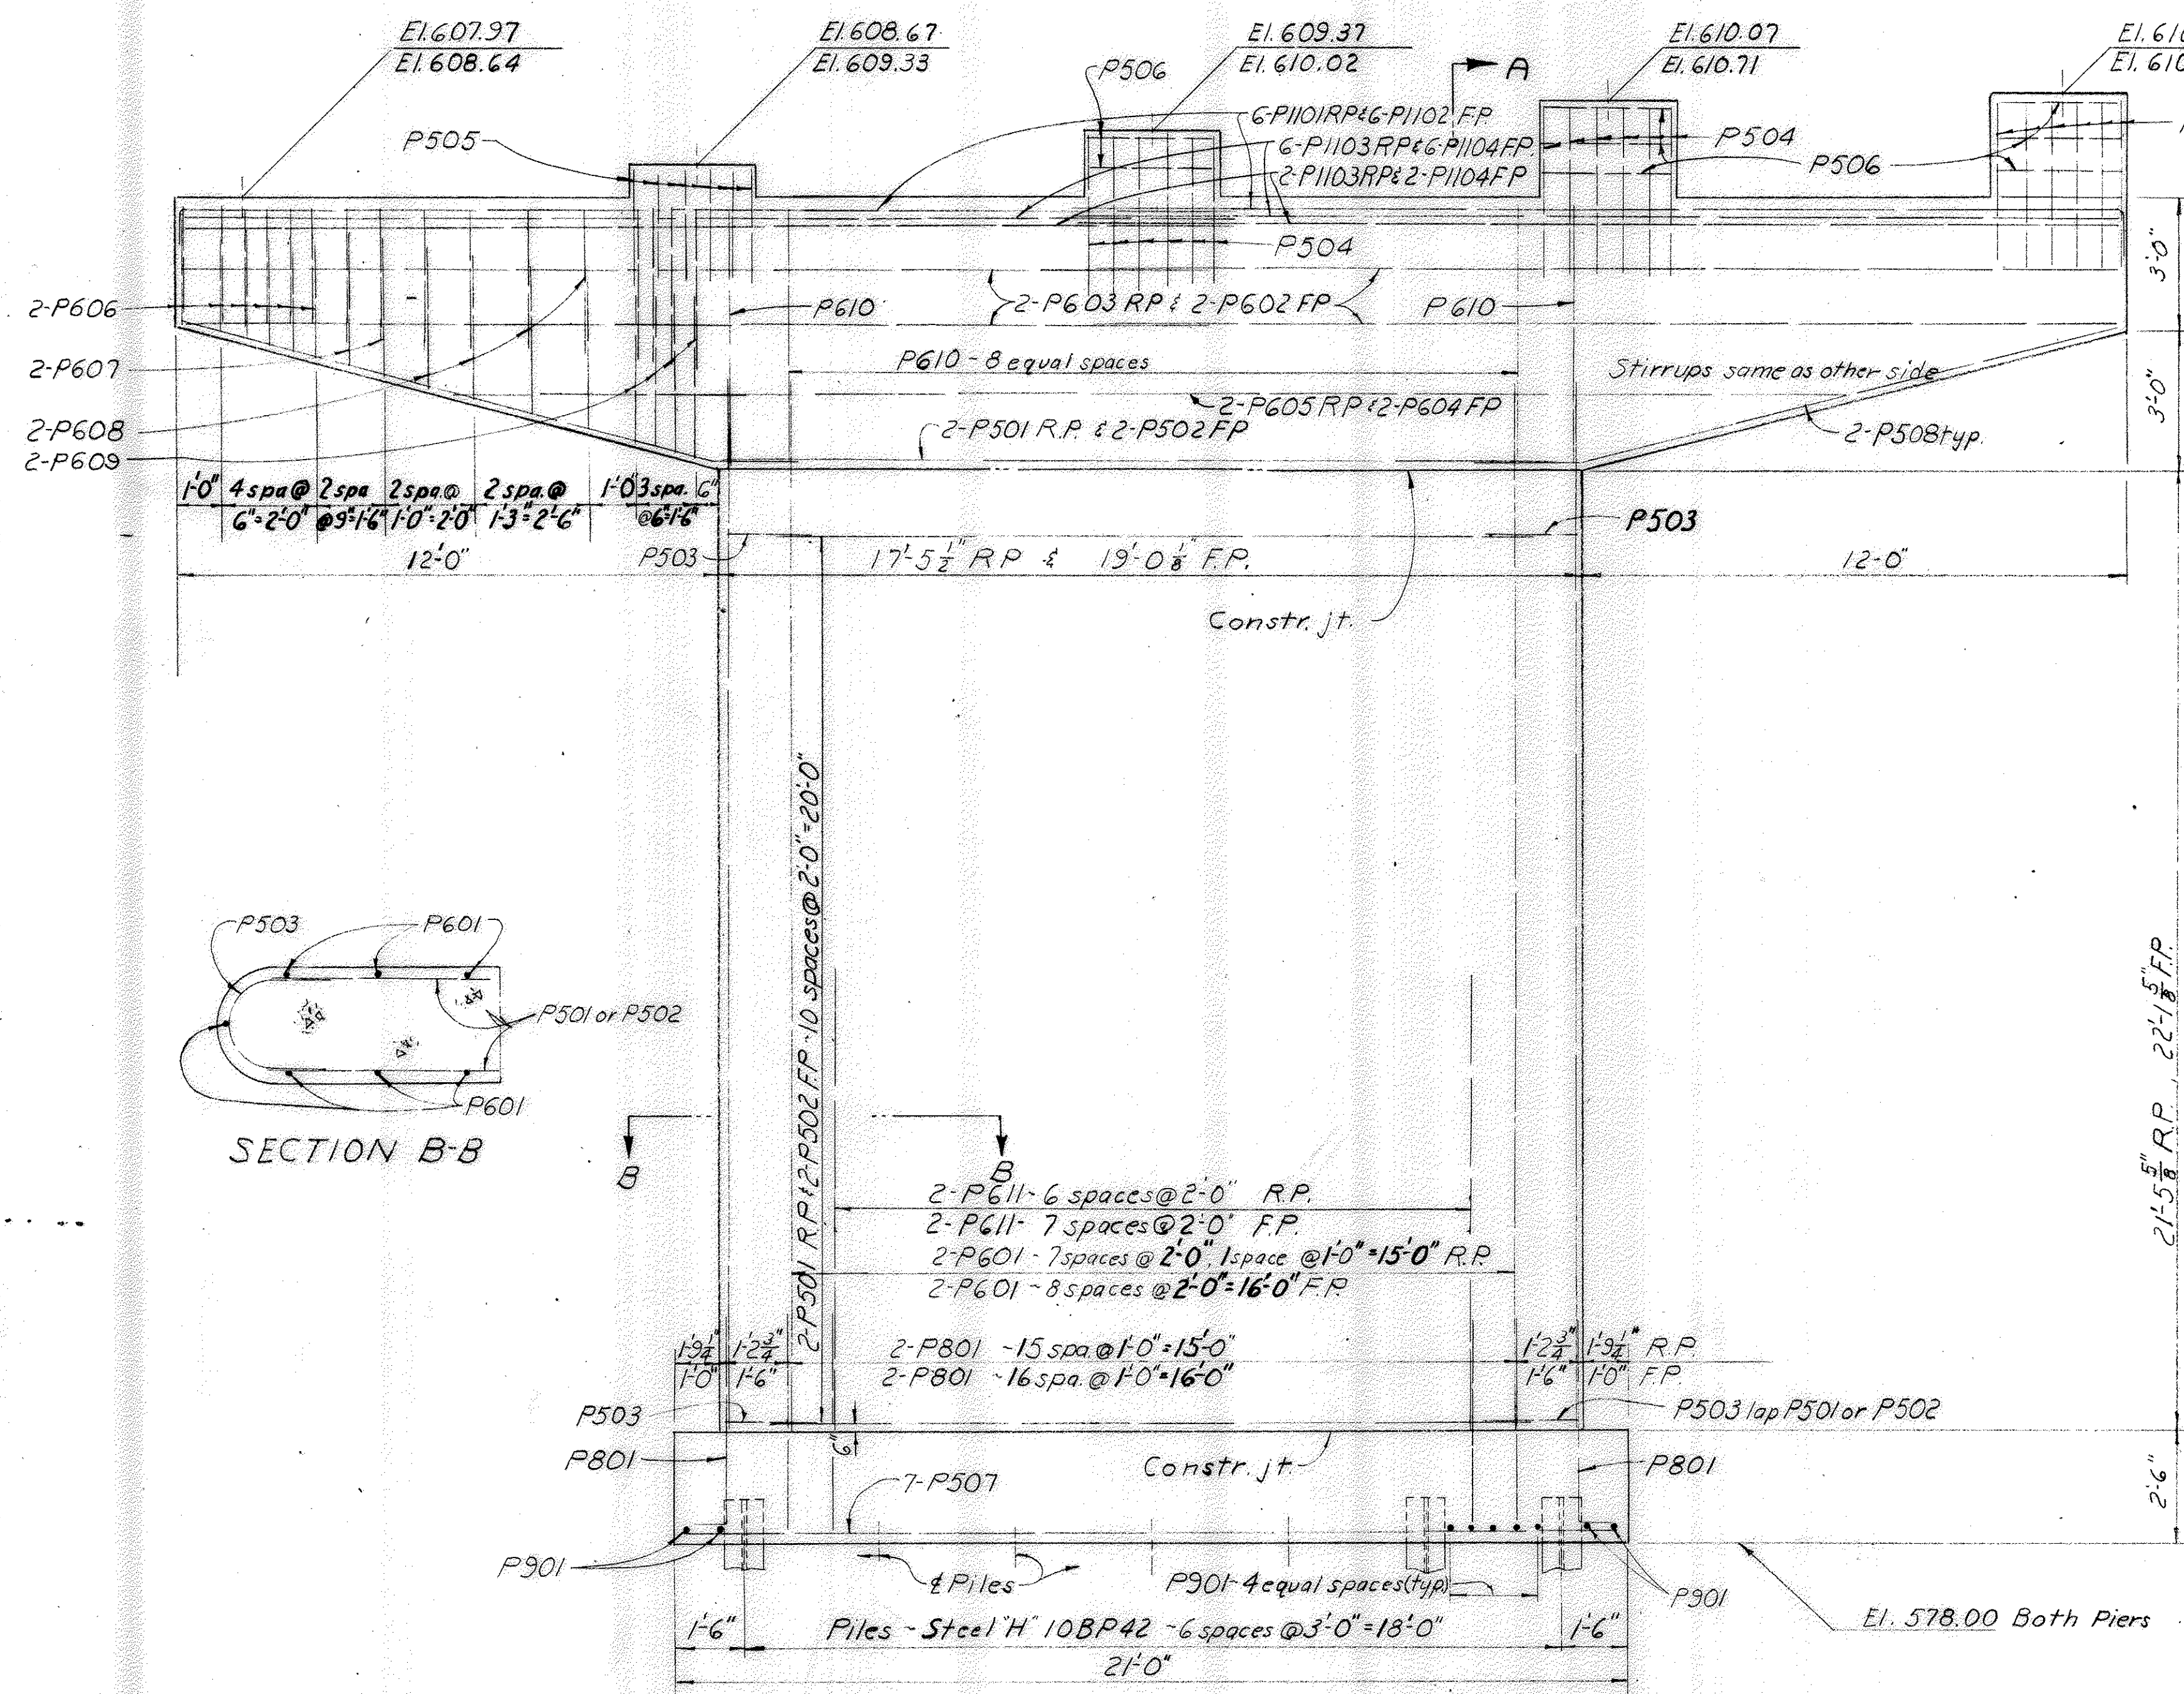 El. 607.97
El. 608.64
El. 608.67
El. 609.33
El. 609.37
El. 610.02
El. 610.07
El. 610.71
P506
A
6-P1101RP & 6-P1102 F.P.
6-P1103 RP & 6-P1104 F.P.
2-P1103RP & 2-P1104FP
P505
P504
P506
P504
2-P606
P610
2-P603 RP & 2-P602 FP
P610
3'-0"
2-P607
P610 - 8 equal spaces
Stirrups same as other side
2-P608
2-P605 RP & 2-P604 FP
3'-0"
2-P609
2-P501 R.P. & 2-P502 FP
2-P508 typ.
1'-0" 4 spa @ 2 spa 2 spa. @ 2 spa. @ 1'-0 3 spa. 6"
6"=2'-0" @9"=1'-6" 1'-0"=2'-0" 1'-3"=2'-6" @6"=1'-6"
P503
12'-0"
P503
17'-5 1/2" R P & 19'-0 1/8" F.P.
12'-0"
Constr. jt.
2-P501 RP & 2-P502 F.P - 10 spaces @ 2'-0"=20'-0"
P503
P601
P501 or P502
P601
SECTION B-B
B
B
21'-5 5/8" R.P., 22'-1 5/8" F.P.
2-P611- 6 spaces @ 2'-0" R.P.
2-P611- 7 spaces @ 2'-0" F.P.
2-P601 - 7 spaces @ 2'-0", 1 space @ 1'-0" = 15'-0" R.P.
2-P601 - 8 spaces @ 2'-0"=16'-0" F.P.
1'-9 1/4" 1'-2 3/4" 2-P801 - 15 spa. @ 1'-0"=15'-0" 1'-2 3/4" 1'-9 1/4" R.P.
1'-0" 1'-6" 2-P801 - 16 spa. @ 1'-0"=16'-0" 1'-6" 1'-0" F.P.
P503
P503 lap P501 or P502
6"
P801
Constr. jt.
P801
7-P507
2'-6"
P901
℄ Piles
P901-4 equal spaces (typ)
P901
1'-6" Piles - Steel "H" 10BP42 - 6 spaces @ 3'-0"=18'-0" 1'-6"
El. 578.00 Both Piers
21'-0"